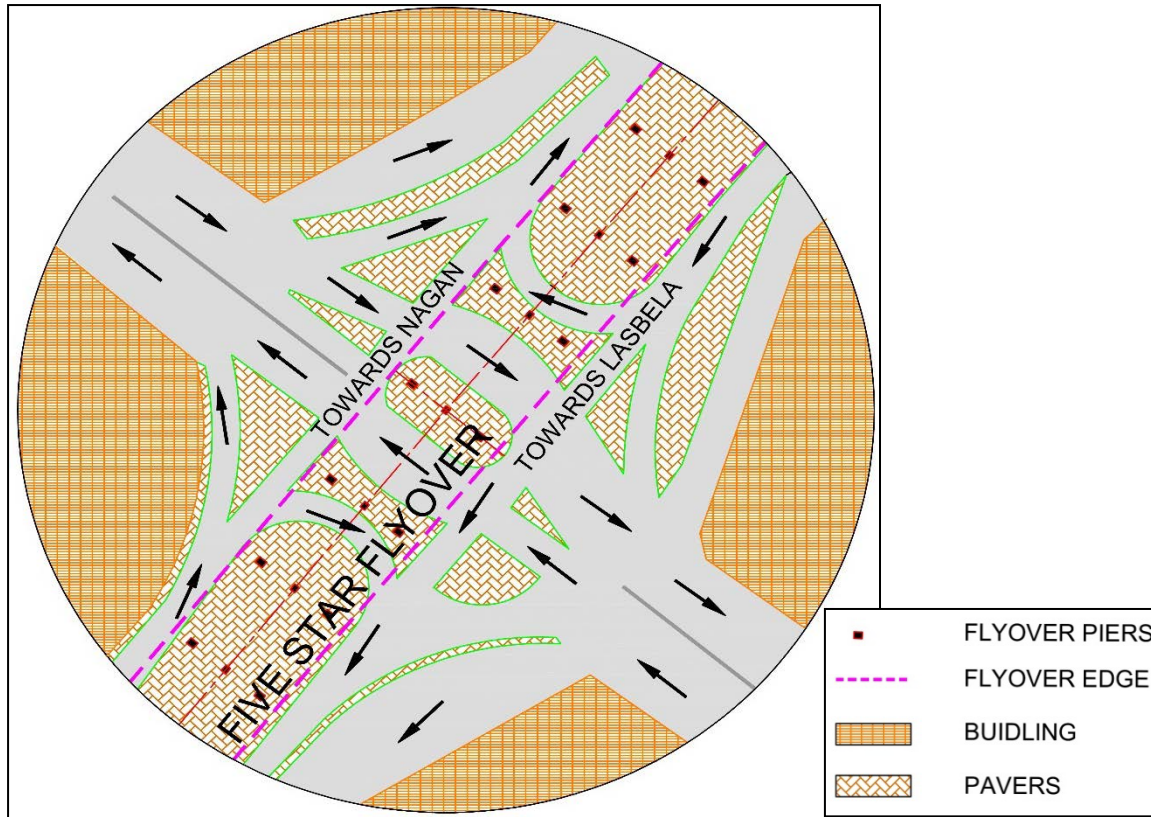 TOWARDS NAGAN
TOWARDS LASBELA
FIVE STAR FLYOVER
FLYOVER PIERS
FLYOVER EDGE
BUIDLING
PAVERS